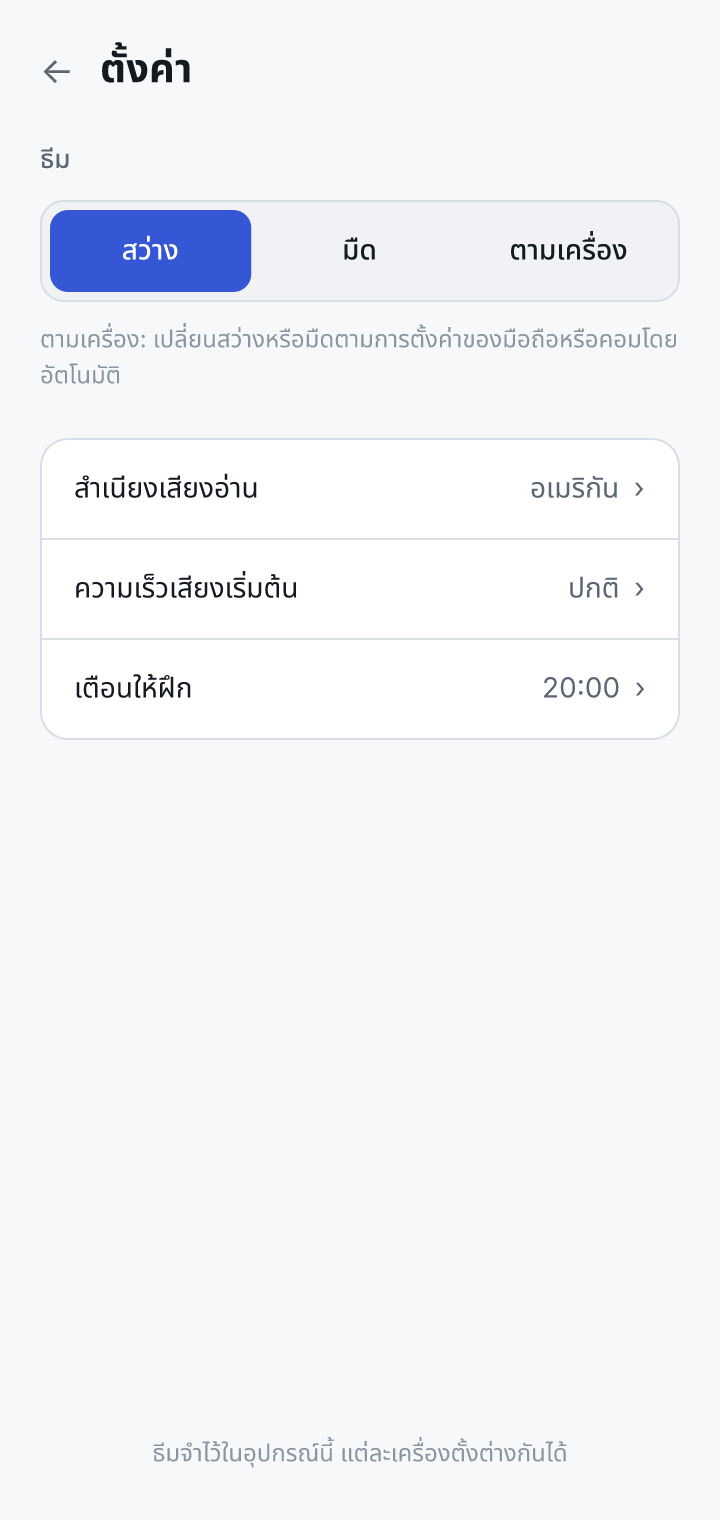 ตั้งค่า
ธีม
สว่าง มืด ตามเครื่อง
ตามเครื่อง: เปลี่ยนสว่างหรือมืดตามการตั้งค่าของมือถือหรือคอมโดย
อัตโนมัติ
สำเนียงเสียงอ่าน อเมริกัน
ความเร็วเสียงเริ่มต้น ปกติ
เตือนให้ฝึก 20:00
ธีมจำไว้ในอุปกรณ์นี้ แต่ละเครื่องตั้งต่างกันได้